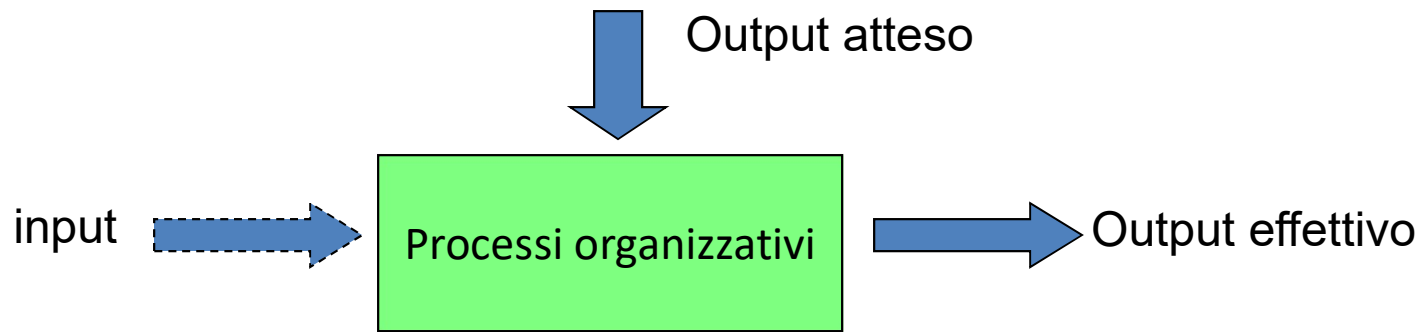 Output atteso
input
Processi organizzativi
Output effettivo